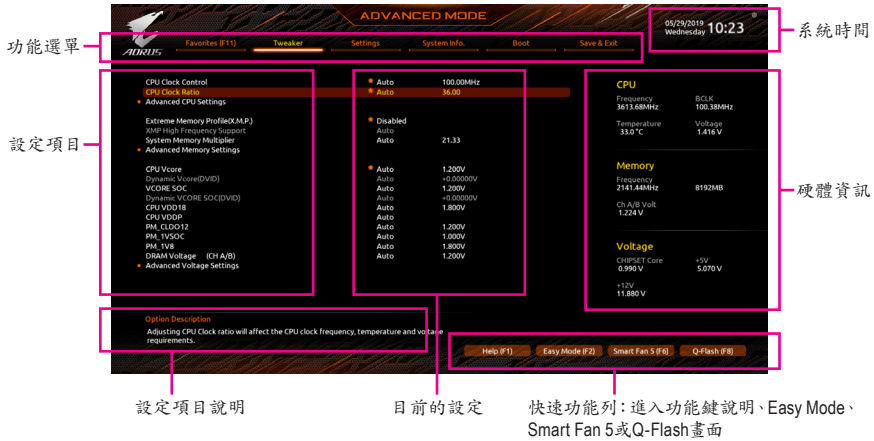 ADVANCED MODE
05/29/2019
Wednesday 10:23
系統時間
功能選單
AORUS
Favorites (F11) Tweaker Settings System Info. Boot Save & Exit
設定項目
CPU Clock Control Auto 100.00MHz
CPU Clock Ratio Auto 36.00
Advanced CPU Settings
Extreme Memory Profile(X.M.P.) Disabled
XMP High Frequency Support Auto
System Memory Multiplier Auto 21.33
Advanced Memory Settings
CPU Vcore Auto 1.200V
Dynamic Vcore(DVID) Auto +0.00000V
VCORE SOC Auto 1.200V
Dynamic VCORE SOC(DVID) Auto +0.00000V
CPU VDD18 Auto 1.800V
CPU VDDP Auto
PM_CLDO12 Auto 1.200V
PM_1VSOC Auto 1.000V
PM_1V8 Auto 1.800V
DRAM Voltage (CH A/B) Auto 1.200V
Advanced Voltage Settings
CPU
Frequency BCLK
3613.68MHz 100.38MHz
Temperature Voltage
33.0 °C 1.416 V
Memory
Frequency
2141.44MHz 8192MB
Ch A/B Volt
1.224 V
Voltage
CHIPSET Core +5V
0.990 V 5.070 V
+12V
11.880 V
硬體資訊
Option Description
Adjusting CPU Clock ratio will affect the CPU clock frequency, temperature and voltage
requirements.
Help (F1) Easy Mode (F2) Smart Fan 5 (F6) Q-Flash (F8)
設定項目說明
目前的設定
快速功能列：進入功能鍵說明、Easy Mode、
Smart Fan 5或Q-Flash畫面